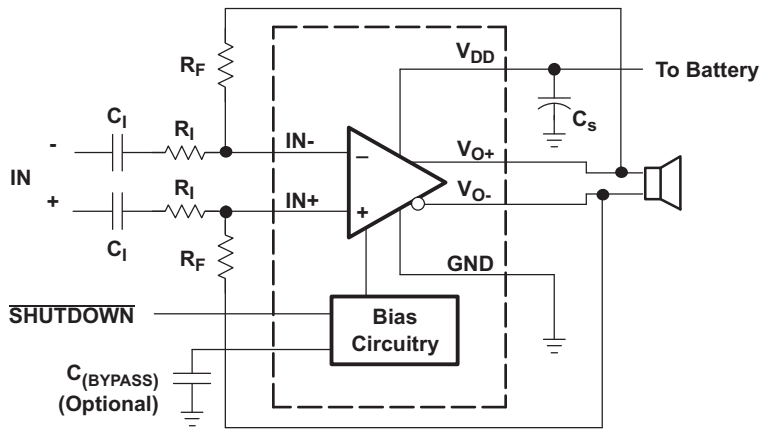 V_DD
To Battery
R_F
C_s
C_I
R_I
IN-
–
V_O+
-
IN
+
R_I
IN+
+
V_O-
C_I
R_F
GND
SHUTDOWN
Bias
Circuitry
C_(BYPASS)
(Optional)